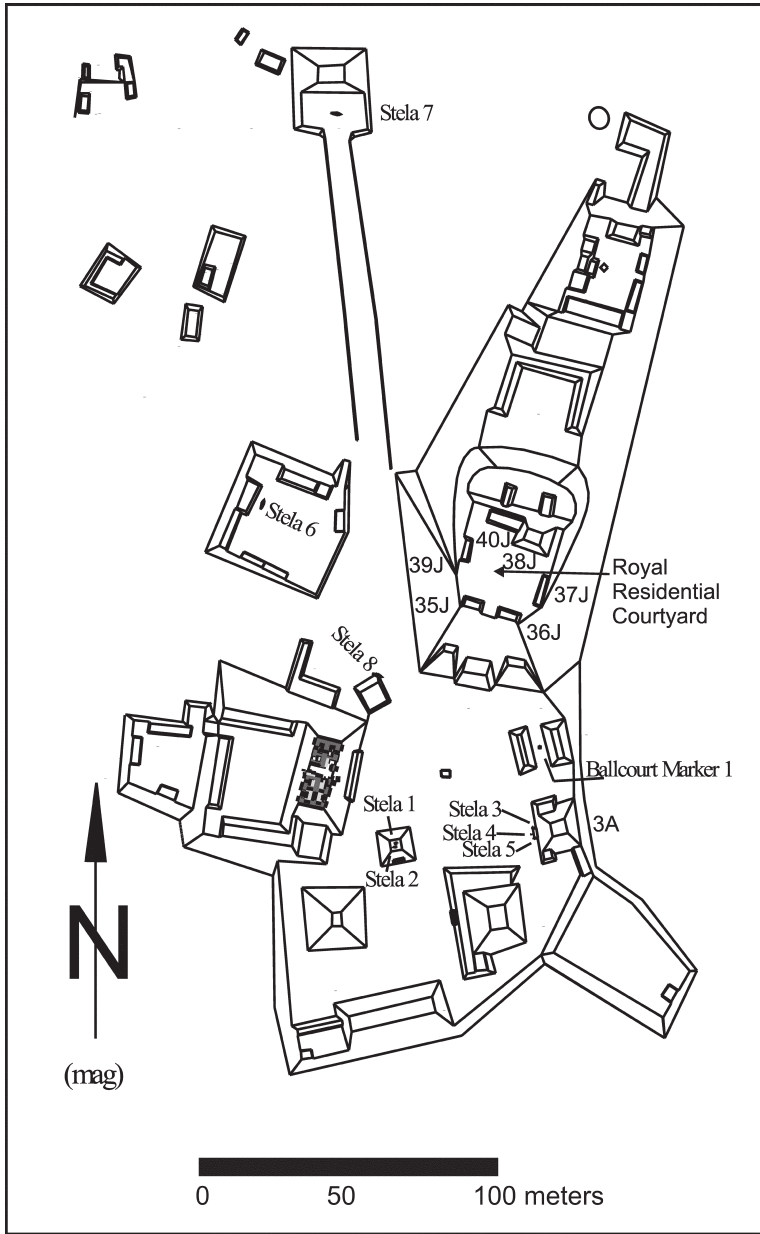 Stela 7
Stela 6
40J
38J
39J
37J
35J
36J
Royal
Residential
Courtyard
Stela 8
Ballcourt Marker 1
Stela 1
Stela 2
Stela 3
Stela 4
Stela 5
3A
N
(mag)
0 50 100 meters